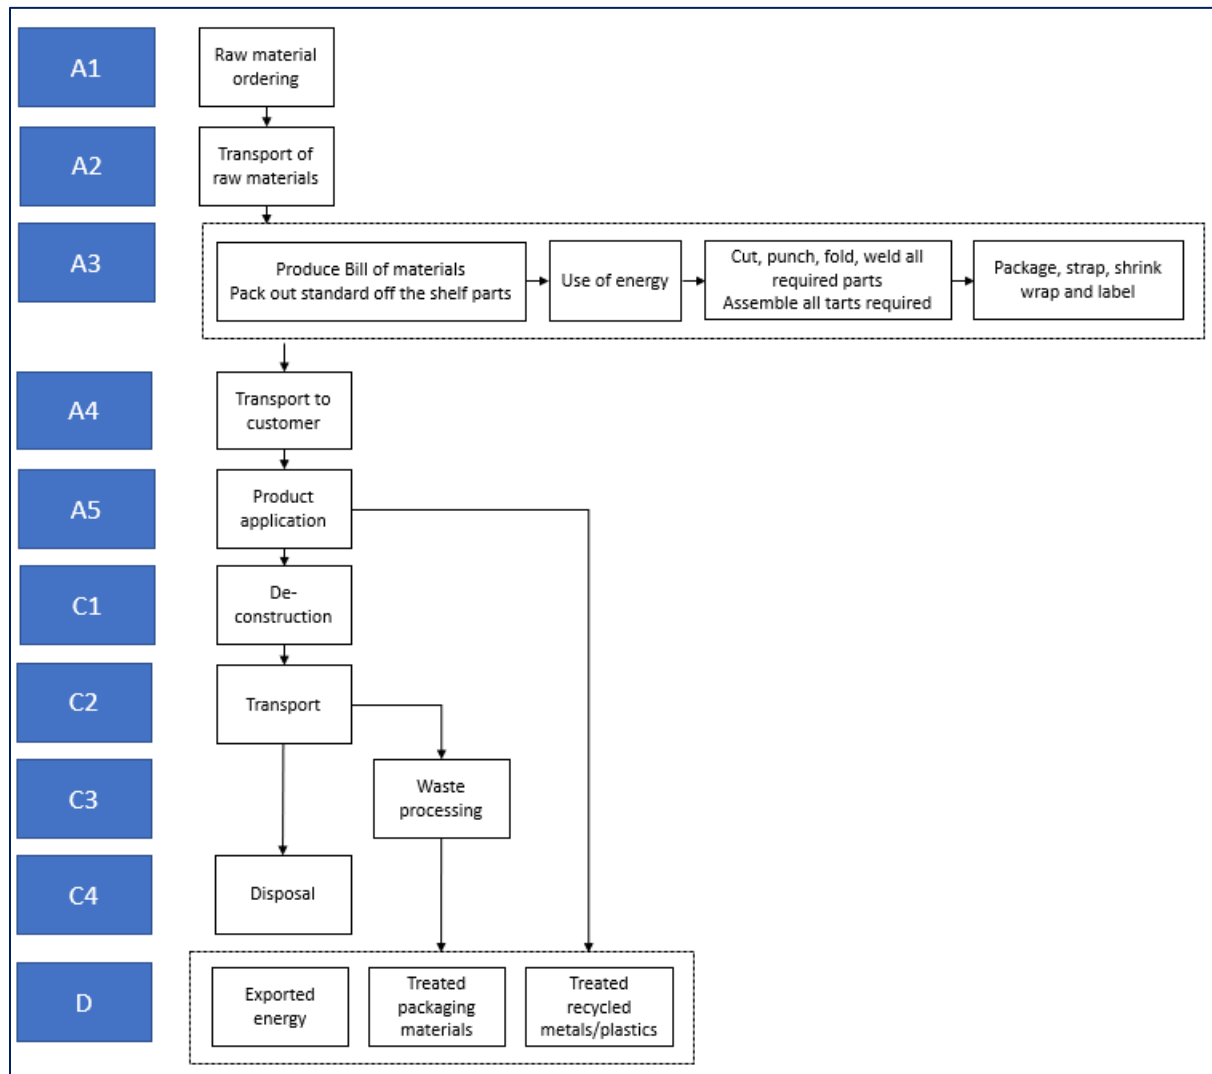 A1
Raw material
ordering
A2
Transport of
raw materials
A3
Produce Bill of materials
Pack out standard off the shelf parts
Use of energy
Cut, punch, fold, weld all
required parts
Assemble all tarts required
Package, strap, shrink
wrap and label
A4
Transport to
customer
A5
Product
application
C1
De-
construction
C2
Transport
C3
Waste
processing
C4
Disposal
D
Exported
energy
Treated
packaging
materials
Treated
recycled
metals/plastics